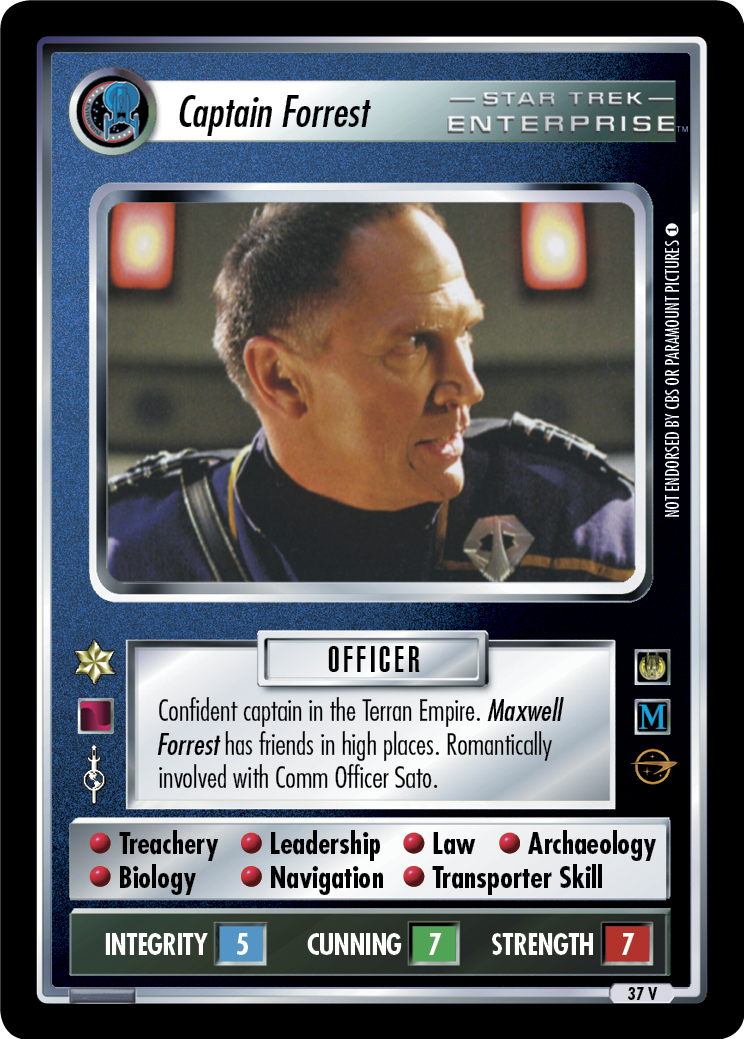 Captain Forrest
STAR TREK
ENTERPRISE™
NOT ENDORSED BY CBS OR PARAMOUNT PICTURES 1
OFFICER
Confident captain in the Terran Empire. Maxwell
Forrest has friends in high places. Romantically
involved with Comm Officer Sato.
M
Treachery Leadership Law Archaeology
Biology Navigation Transporter Skill
INTEGRITY 5 CUNNING 7 STRENGTH 7
37 V